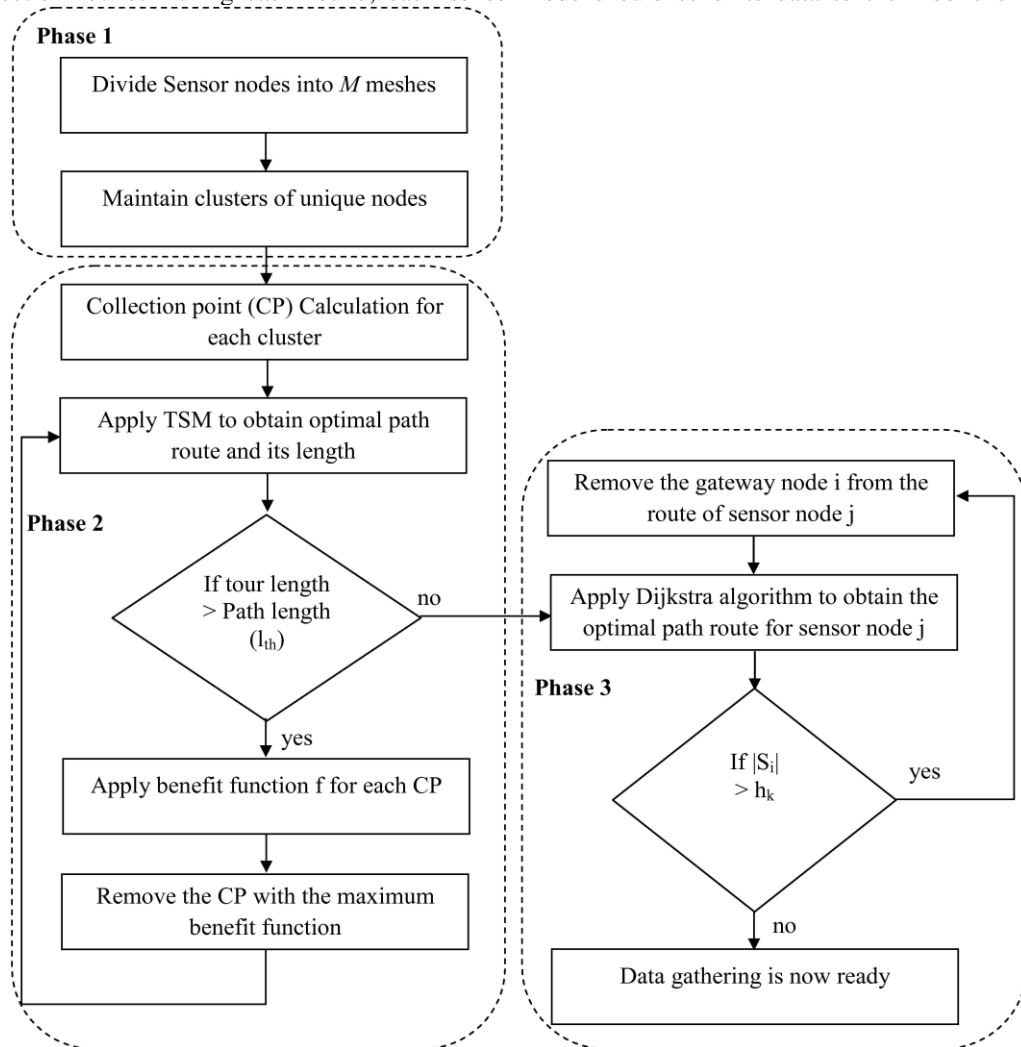 Phase 1
Divide Sensor nodes into M meshes
Maintain clusters of unique nodes
Collection point (CP) Calculation for
each cluster
Apply TSM to obtain optimal path
route and its length
Phase 2
If tour length
> Path length
(lth)
no
yes
Apply benefit function f for each CP
Remove the CP with the maximum
benefit function
Remove the gateway node i from the
route of sensor node j
Apply Dijkstra algorithm to obtain the
optimal path route for sensor node j
Phase 3
If |Si|
> hk
yes
no
Data gathering is now ready